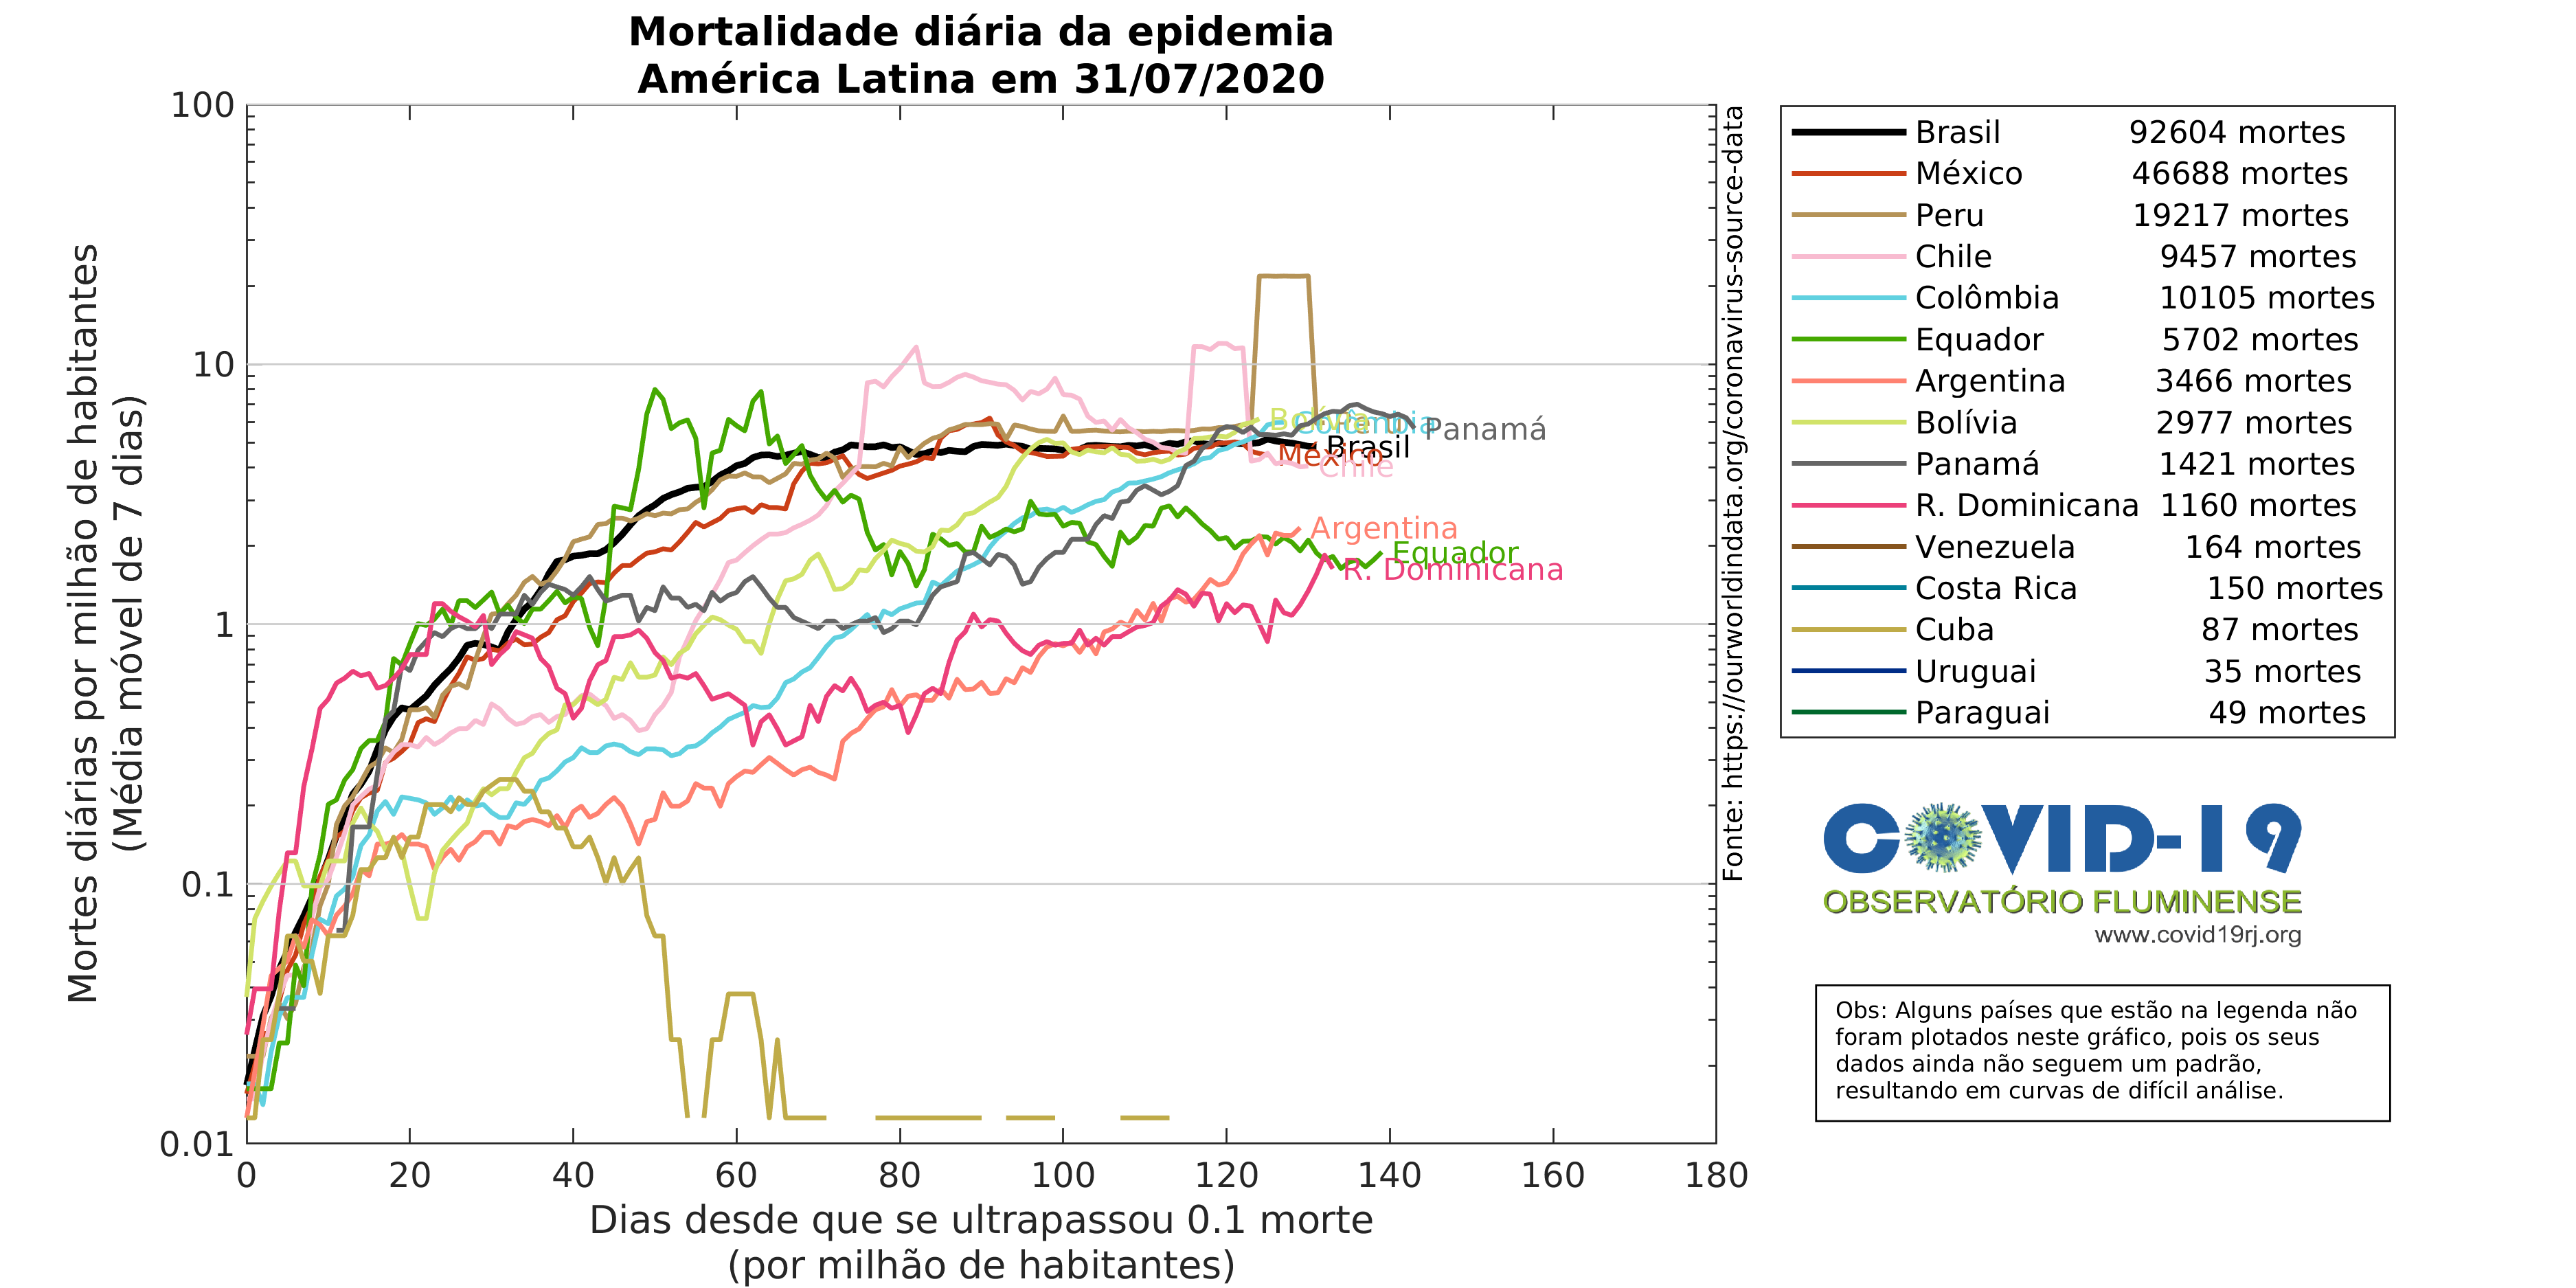 Mortalidade diária da epidemia
América Latina em 31/07/2020
Mortes diárias por milhão de habitantes
(Média móvel de 7 dias)
100
10
1
0.1
0.01
0 20 40 60 80 100 120 140 160 180
Dias desde que se ultrapassou 0.1 morte
(por milhão de habitantes)
Bolívia
Colômbia
Peru
Panamá
Brasil
México
Chile
Argentina
Equador
R. Dominicana
Fonte: https://ourworldindata.org/coronavirus-source-data
Brasil 92604 mortes
México 46688 mortes
Peru 19217 mortes
Chile 9457 mortes
Colômbia 10105 mortes
Equador 5702 mortes
Argentina 3466 mortes
Bolívia 2977 mortes
Panamá 1421 mortes
R. Dominicana 1160 mortes
Venezuela 164 mortes
Costa Rica 150 mortes
Cuba 87 mortes
Uruguai 35 mortes
Paraguai 49 mortes
COVID-19
OBSERVATÓRIO FLUMINENSE
www.covid19rj.org
Obs: Alguns países que estão na legenda não
foram plotados neste gráfico, pois os seus
dados ainda não seguem um padrão,
resultando em curvas de difícil análise.